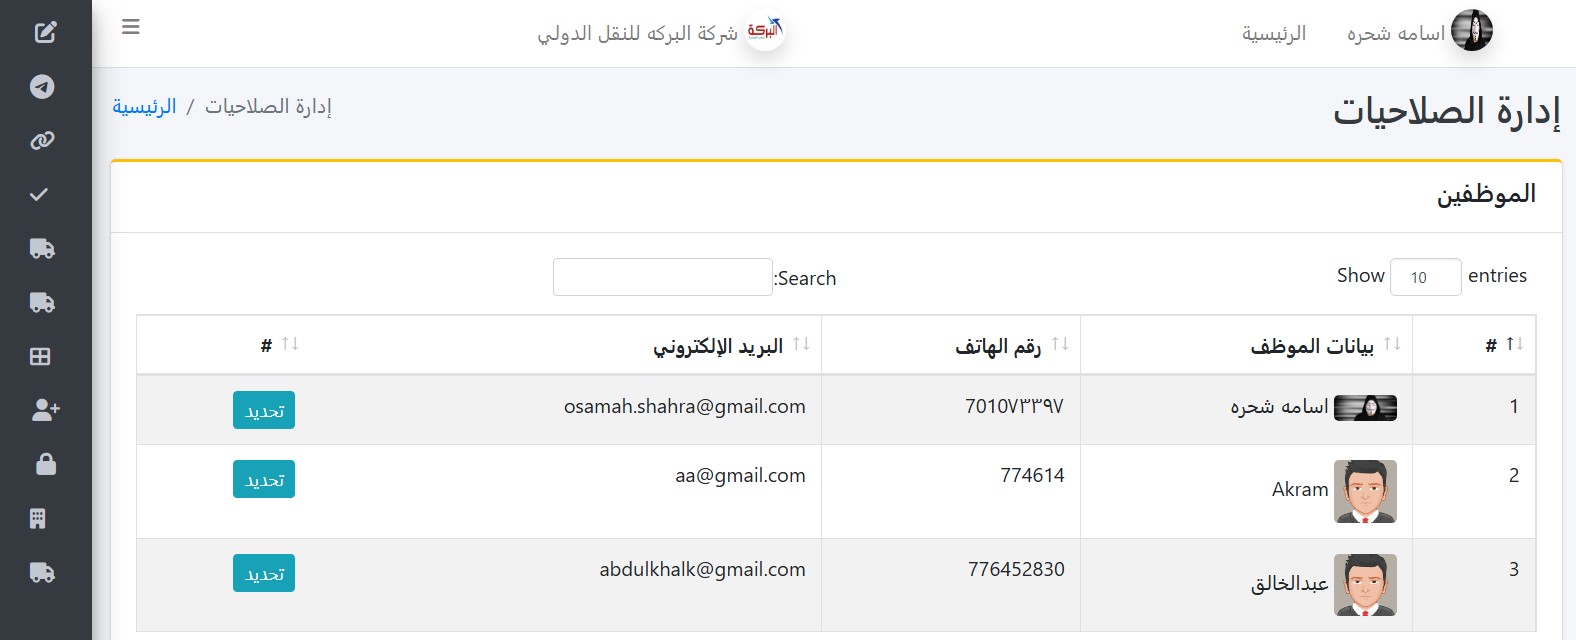 اسامه شحره
الرئيسية
البركة
شركة البركه للنقل الدولي
إدارة الصلاحيات
الرئيسية / إدارة الصلاحيات
الموظفين
Show 10 entries
Search:
#
بيانات الموظف
رقم الهاتف
البريد الإلكتروني
#
1
اسامه شحره
7010٧٣٣٩٧
osamah.shahra@gmail.com
تحديد
2
Akram
774614
aa@gmail.com
تحديد
3
عبدالخالق
776452830
abdulkhalk@gmail.com
تحديد